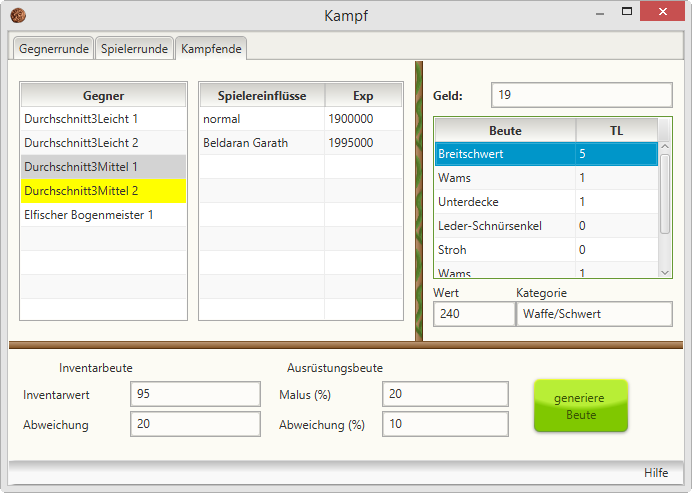 Kampf
Gegnerrunde Spielerrunde Kampfende
Gegner
Durchschnitt3Leicht 1
Durchschnitt3Leicht 2
Durchschnitt3Mittel 1
Durchschnitt3Mittel 2
Elfischer Bogenmeister 1
Spielereinflüsse Exp
normal 1900000
Beldaran Garath 1995000
Geld: 19
Beute TL
Breitschwert 5
Wams 1
Unterdecke 1
Leder-Schnürsenkel 0
Stroh 0
Wams 1
Wert Kategorie
240 Waffe/Schwert
Inventarbeute Ausrüstungsbeute
Inventarwert 95 Malus (%) 20
Abweichung 20 Abweichung (%) 10
generiere
Beute
Hilfe